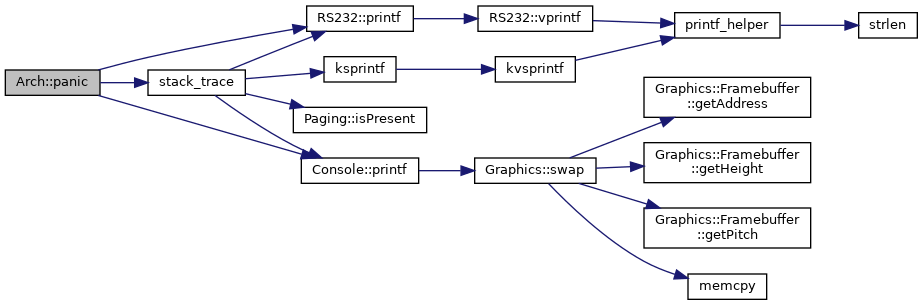 Arch::panic
stack_trace
RS232::printf
RS232::vprintf
printf_helper
strlen
ksprintf
kvsprintf
Paging::isPresent
Console::printf
Graphics::swap
Graphics::Framebuffer
::getAddress
Graphics::Framebuffer
::getHeight
Graphics::Framebuffer
::getPitch
memcpy